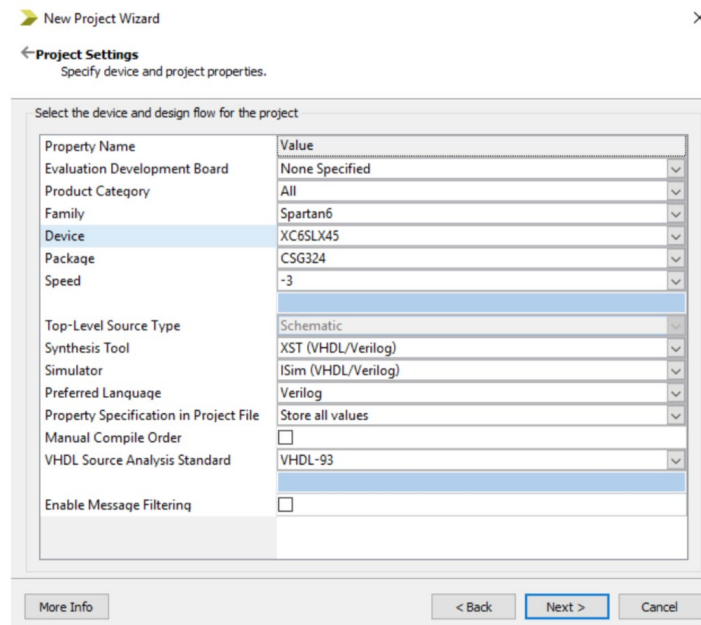 New Project Wizard
Project Settings
Specify device and project properties.
Select the device and design flow for the project
Property Name Value
Evaluation Development Board None Specified
Product Category All
Family Spartan6
Device XC6SLX45
Package CSG324
Speed -3
Top-Level Source Type Schematic
Synthesis Tool XST (VHDL/Verilog)
Simulator ISim (VHDL/Verilog)
Preferred Language Verilog
Property Specification in Project File Store all values
Manual Compile Order
VHDL Source Analysis Standard VHDL-93
Enable Message Filtering
More Info < Back Next > Cancel